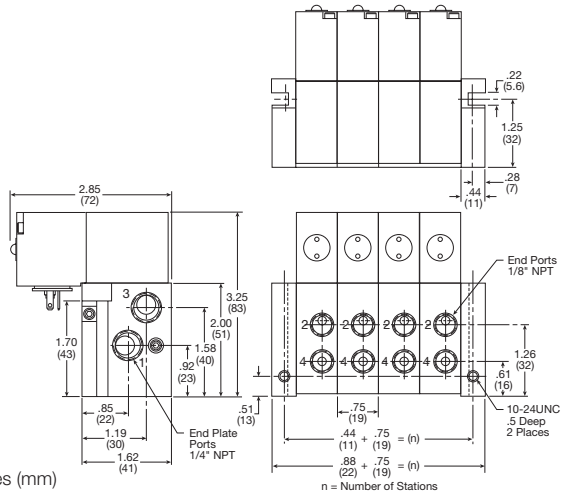 .22
(5.6)
1.25
(32)
.28
(7)
.44
(11)
2.85
(72)
3
1
1.70
(43)
3.25
(83)
2.00
(51)
1.58
(40)
.92
(23)
.85
(22)
1.19
(30)
1.62
(41)
End Plate
Ports
1/4" NPT
End Ports
1/8" NPT
2 2 2 2
4 4 4 4
1.26
(32)
.61
(16)
.51
(13)
.75
(19)
10-24UNC
.5 Deep
2 Places
.44 + .75 = (n)
(11) (19)
.88 + .75 = (n)
(22) (19)
n = Number of Stations
es (mm)